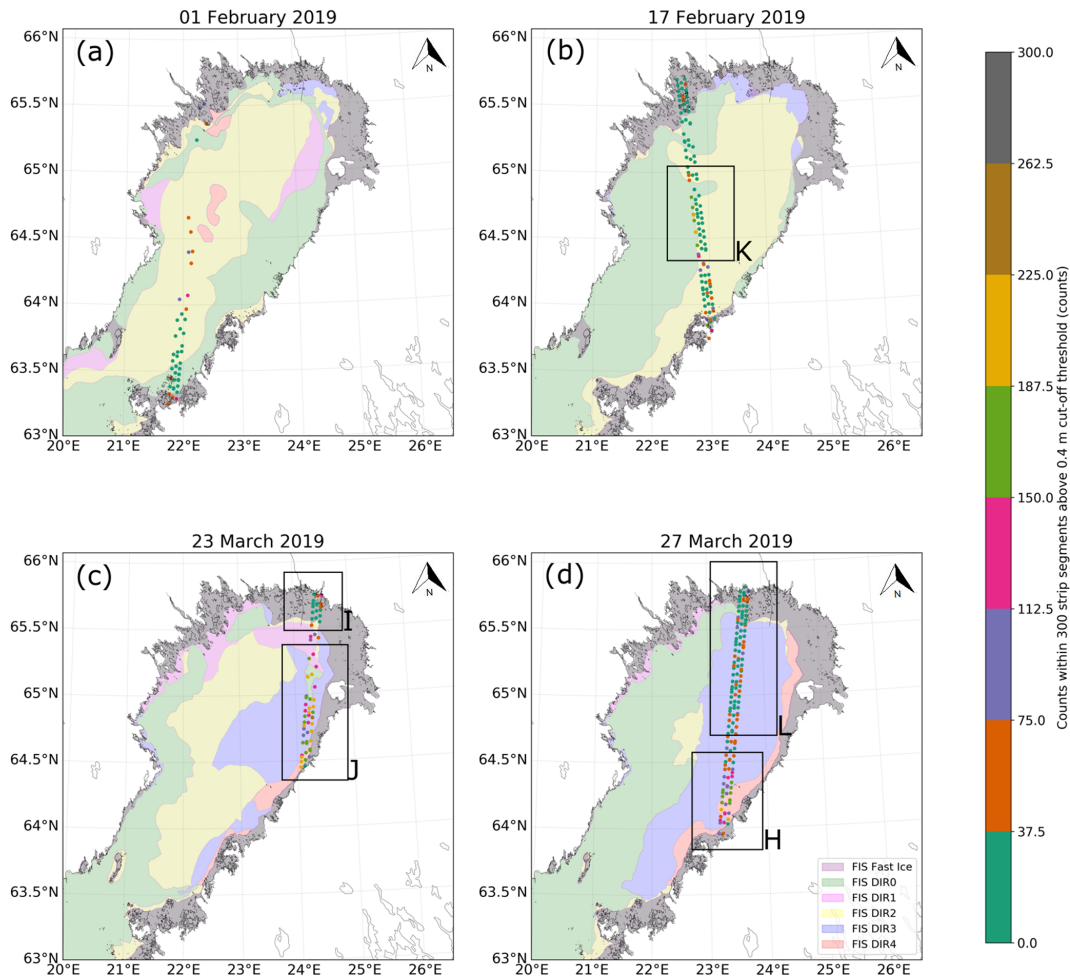 01 February 2019
(a)
N
66°N
65.5°N
65°N
64.5°N
64°N
63.5°N
63°N
20°E 21°E 22°E 23°E 24°E 25°E 26°E
17 February 2019
(b)
N
K
66°N
65.5°N
65°N
64.5°N
64°N
63.5°N
63°N
20°E 21°E 22°E 23°E 24°E 25°E 26°E
23 March 2019
(c)
N
I
J
66°N
65.5°N
65°N
64.5°N
64°N
63.5°N
63°N
20°E 21°E 22°E 23°E 24°E 25°E 26°E
27 March 2019
(d)
N
L
H
66°N
65.5°N
65°N
64.5°N
64°N
63.5°N
63°N
20°E 21°E 22°E 23°E 24°E 25°E 26°E
FIS Fast Ice
FIS DIR0
FIS DIR1
FIS DIR2
FIS DIR3
FIS DIR4
300.0
262.5
225.0
187.5
150.0
112.5
75.0
37.5
0.0
Counts within 300 strip segments above 0.4 m cut-off threshold (counts)